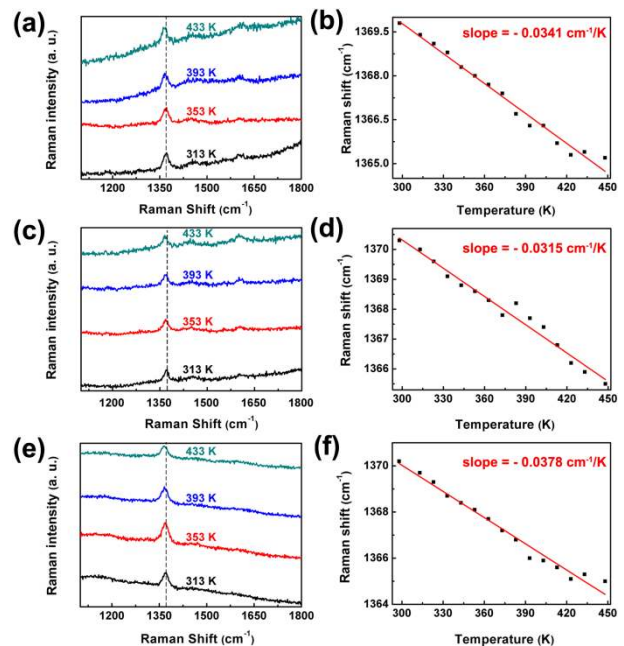 (a)
433 K
393 K
353 K
313 K
Raman intensity (a. u.)
1200 1350 1500 1650 1800
Raman Shift (cm⁻¹)
(b)
slope = - 0.0341 cm⁻¹/K
1369.5
1368.0
1366.5
1365.0
Raman shift (cm⁻¹)
300 330 360 390 420 450
Temperature (K)
(c)
433 K
393 K
353 K
313 K
Raman intensity (a. u.)
1200 1350 1500 1650 1800
Raman Shift (cm⁻¹)
(d)
slope = - 0.0315 cm⁻¹/K
1370
1369
1368
1367
1366
Raman shift (cm⁻¹)
300 330 360 390 420 450
Temperature (K)
(e)
433 K
393 K
353 K
313 K
Raman intensity (a. u.)
1200 1350 1500 1650 1800
Raman Shift (cm⁻¹)
(f)
slope = - 0.0378 cm⁻¹/K
1370
1368
1366
1364
Raman shift (cm⁻¹)
300 330 360 390 420 450
Temperature (K)